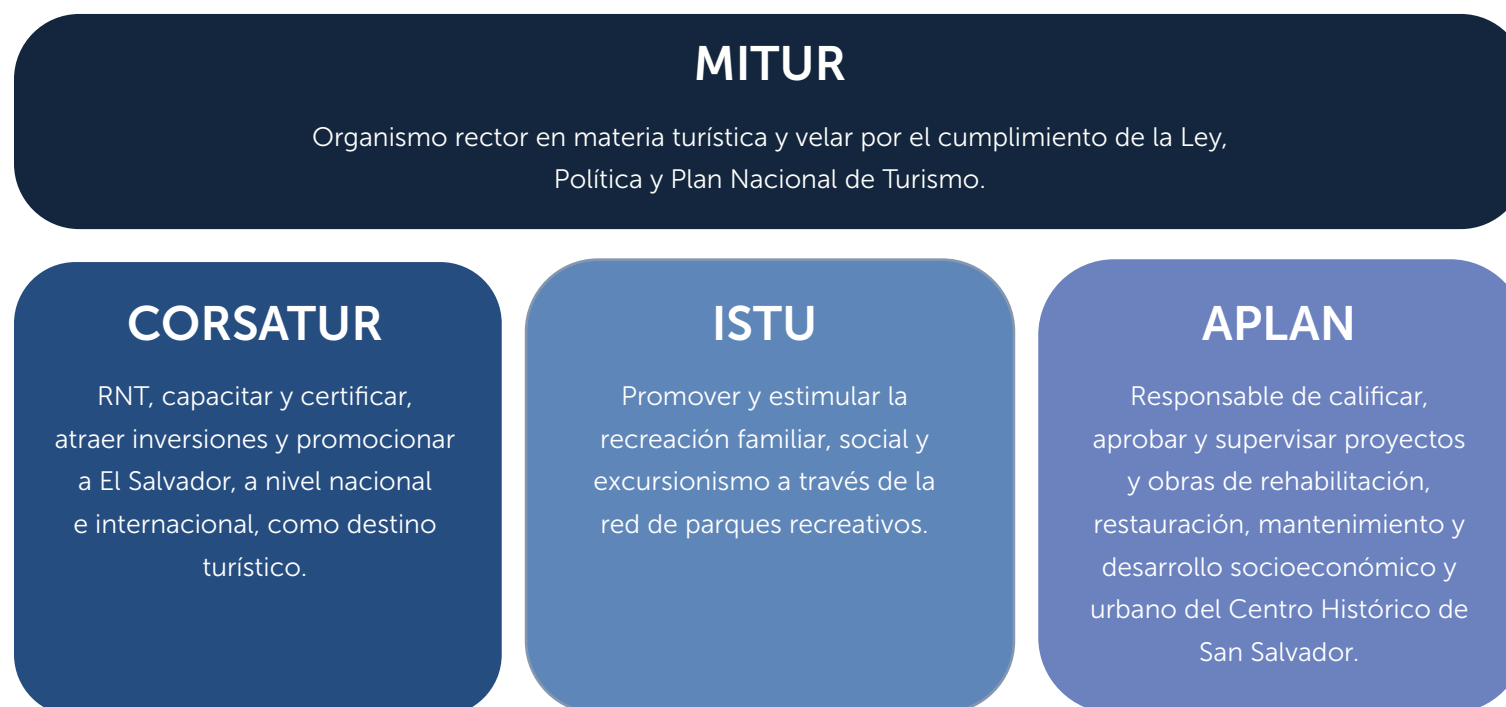 MITUR
Organismo rector en materia turística y velar por el cumplimiento de la Ley,
Política y Plan Nacional de Turismo.
CORSATUR
RNT, capacitar y certificar,
atraer inversiones y promocionar
a El Salvador, a nivel nacional
e internacional, como destino
turístico.
ISTU
Promover y estimular la
recreación familiar, social y
excursionismo a través de la
red de parques recreativos.
APLAN
Responsable de calificar,
aprobar y supervisar proyectos
y obras de rehabilitación,
restauración, mantenimiento y
desarrollo socioeconómico y
urbano del Centro Histórico de
San Salvador.